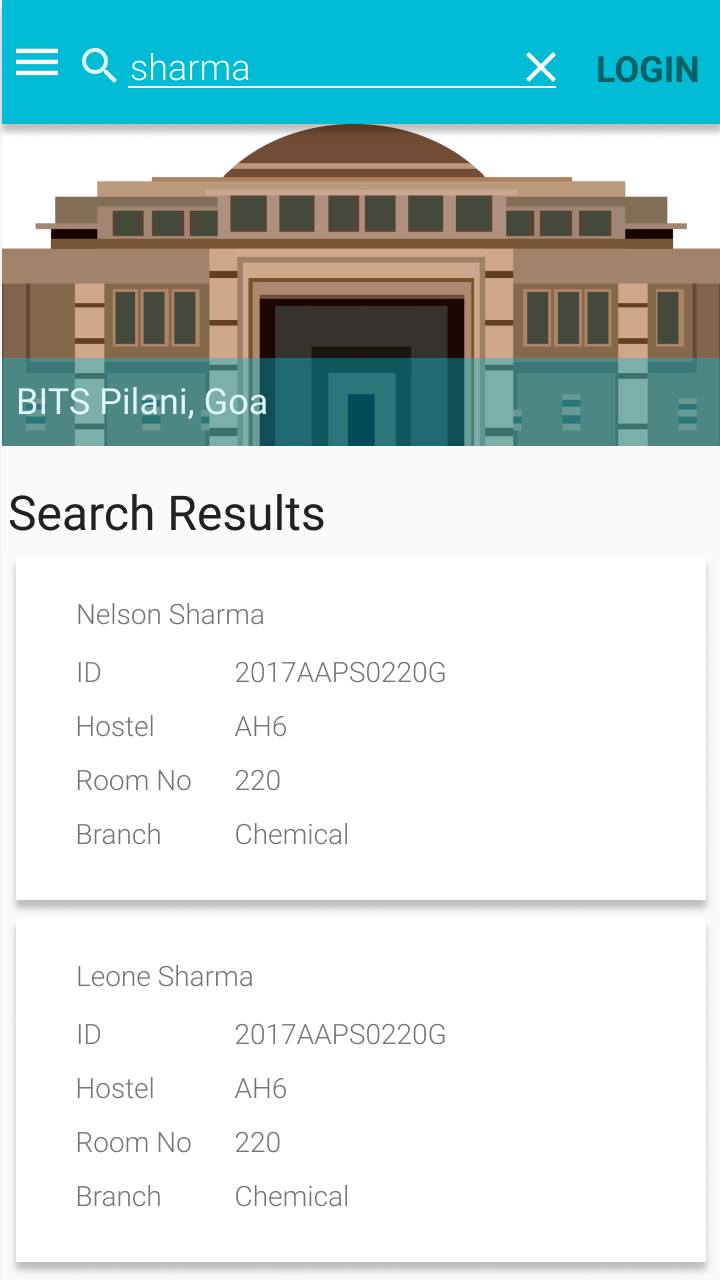 sharma LOGIN
BITS Pilani, Goa
Search Results
Nelson Sharma
ID 2017AAPS0220G
Hostel AH6
Room No 220
Branch Chemical
Leone Sharma
ID 2017AAPS0220G
Hostel AH6
Room No 220
Branch Chemical